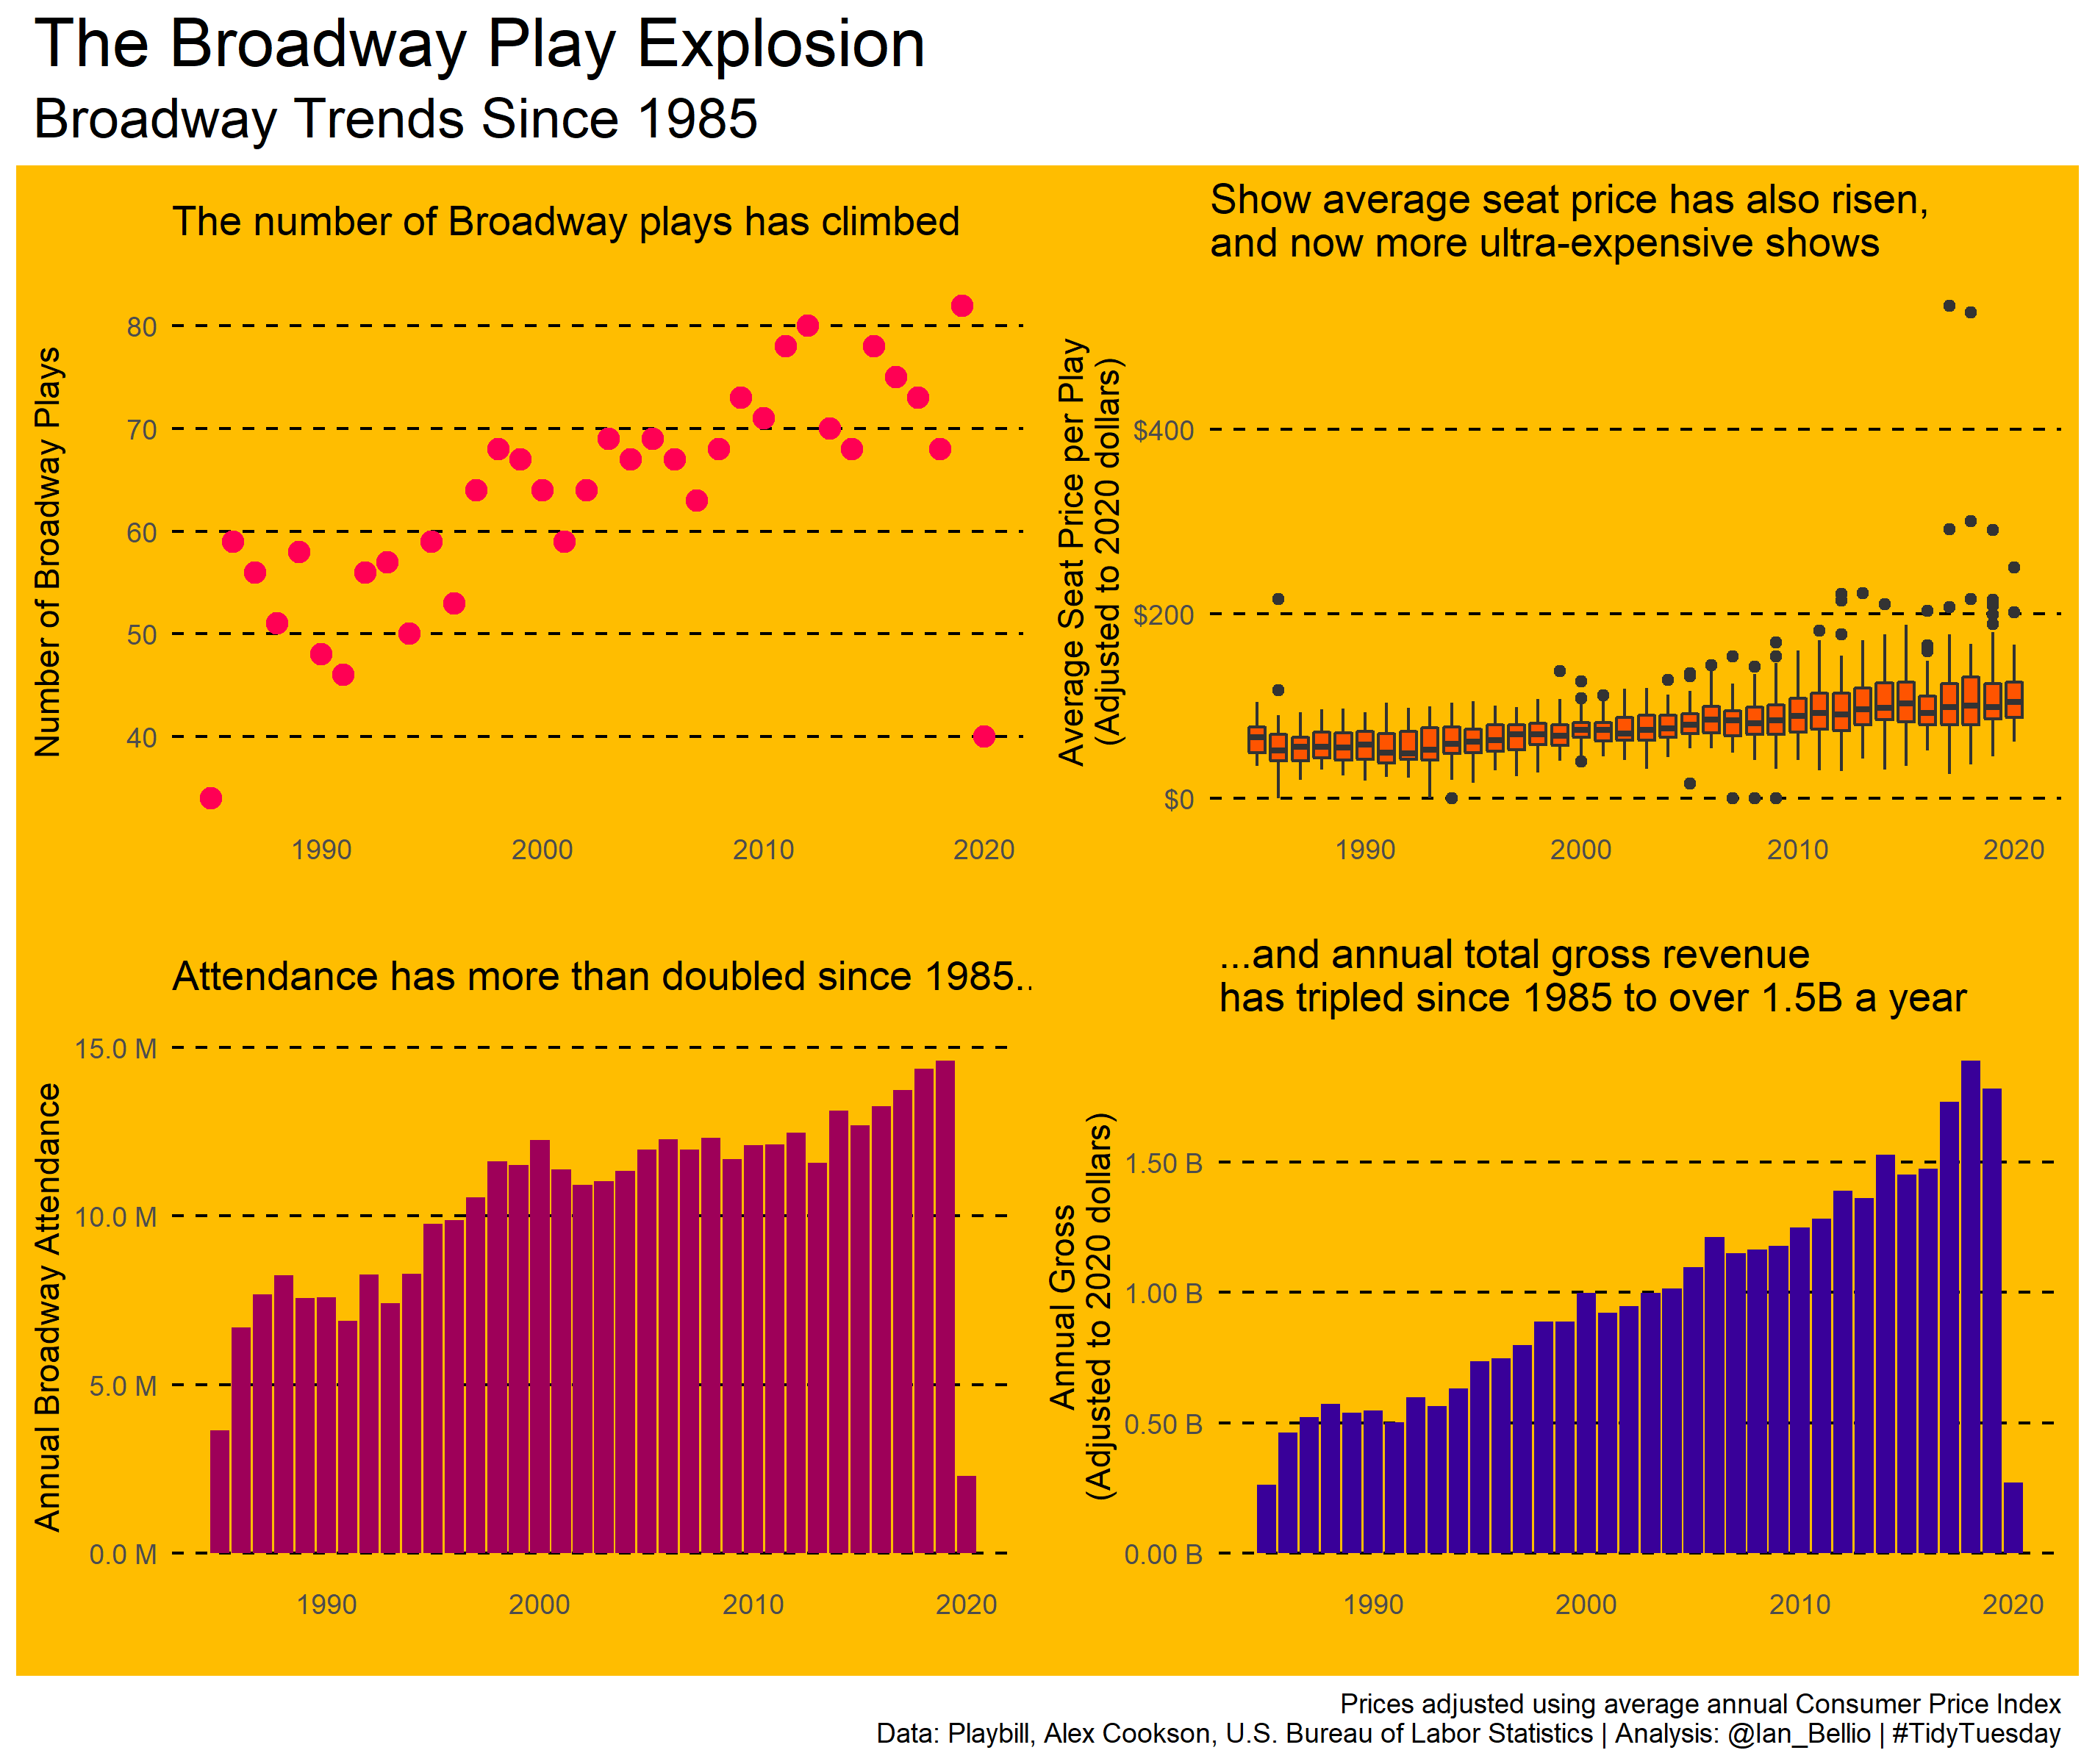 The Broadway Play Explosion
Broadway Trends Since 1985
The number of Broadway plays has climbed
Number of Broadway Plays
80
70
60
50
40
1990
2000
2010
2020
Show average seat price has also risen,
and now more ultra-expensive shows
Average Seat Price per Play
(Adjusted to 2020 dollars)
$400
$200
$0
1990
2000
2010
2020
Attendance has more than doubled since 1985..
Annual Broadway Attendance
15.0 M
10.0 M
5.0 M
0.0 M
1990
2000
2010
2020
...and annual total gross revenue
has tripled since 1985 to over 1.5B a year
Annual Gross
(Adjusted to 2020 dollars)
1.50 B
1.00 B
0.50 B
0.00 B
1990
2000
2010
2020
Prices adjusted using average annual Consumer Price Index
Data: Playbill, Alex Cookson, U.S. Bureau of Labor Statistics | Analysis: @Ian_Bellio | #TidyTuesday